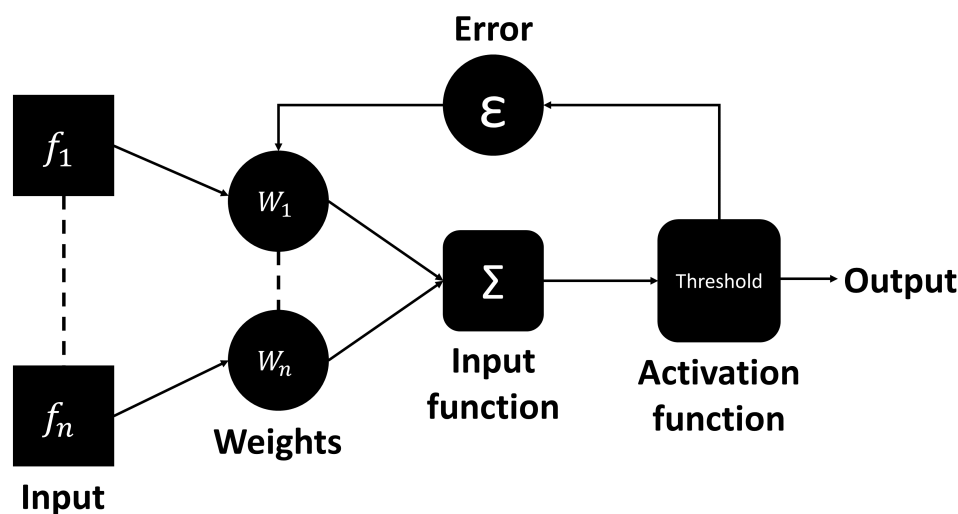 Error
ε
f₁
W₁
Σ
Threshold
Output
Wₙ
fₙ
Input
function
Activation
function
Weights
Input